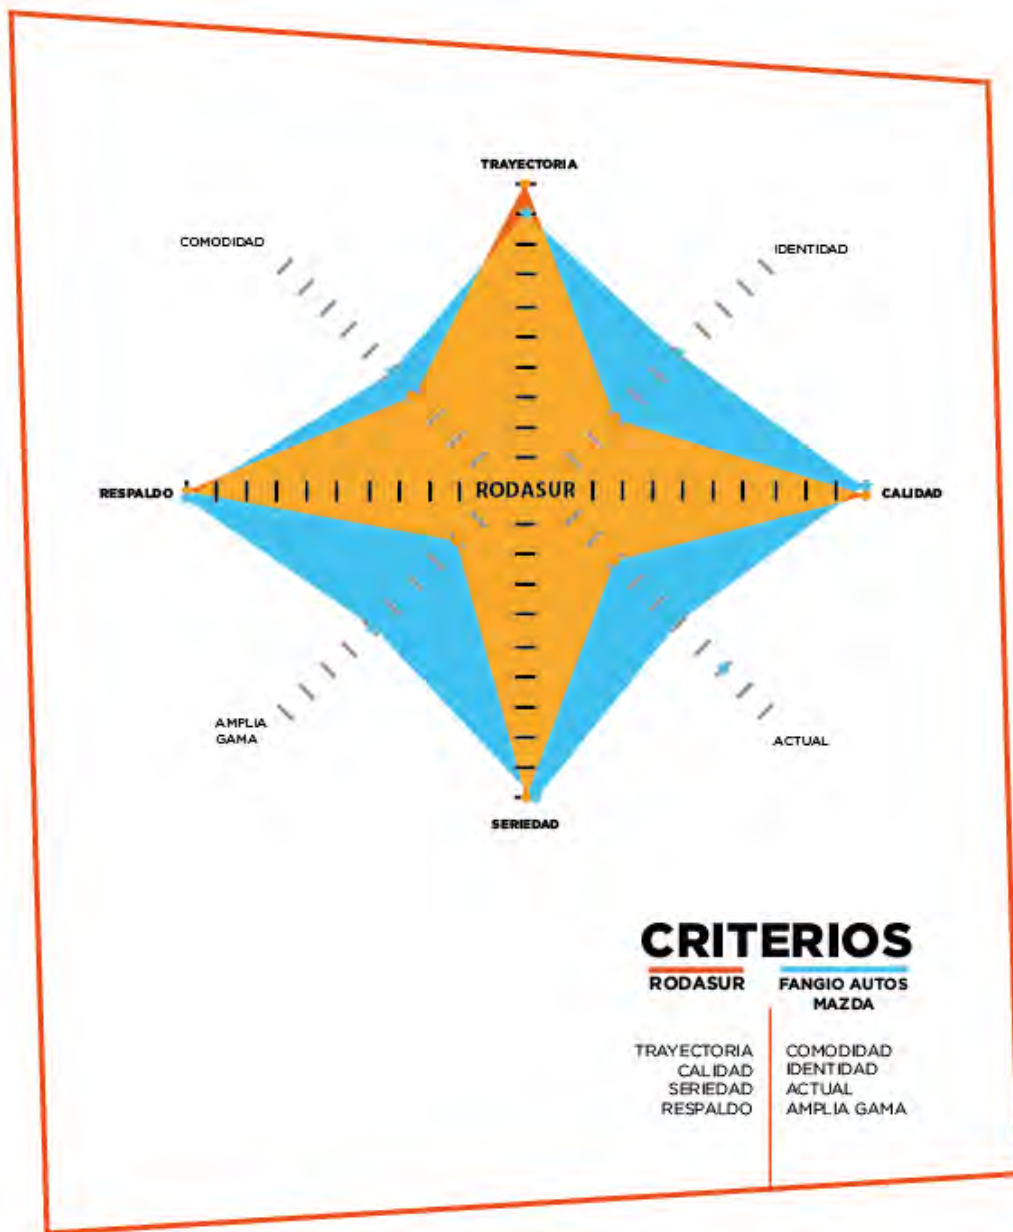 TRAYECTORIA
COMODIDAD
IDENTIDAD
RESPALDO
RODASUR
CALIDAD
AMPLIA
GAMA
ACTUAL
SERIEDAD
CRITERIOS
RODASUR
FANGIO AUTOS
MAZDA
TRAYECTORIA
CALIDAD
SERIEDAD
RESPALDO
COMODIDAD
IDENTIDAD
ACTUAL
AMPLIA GAMA